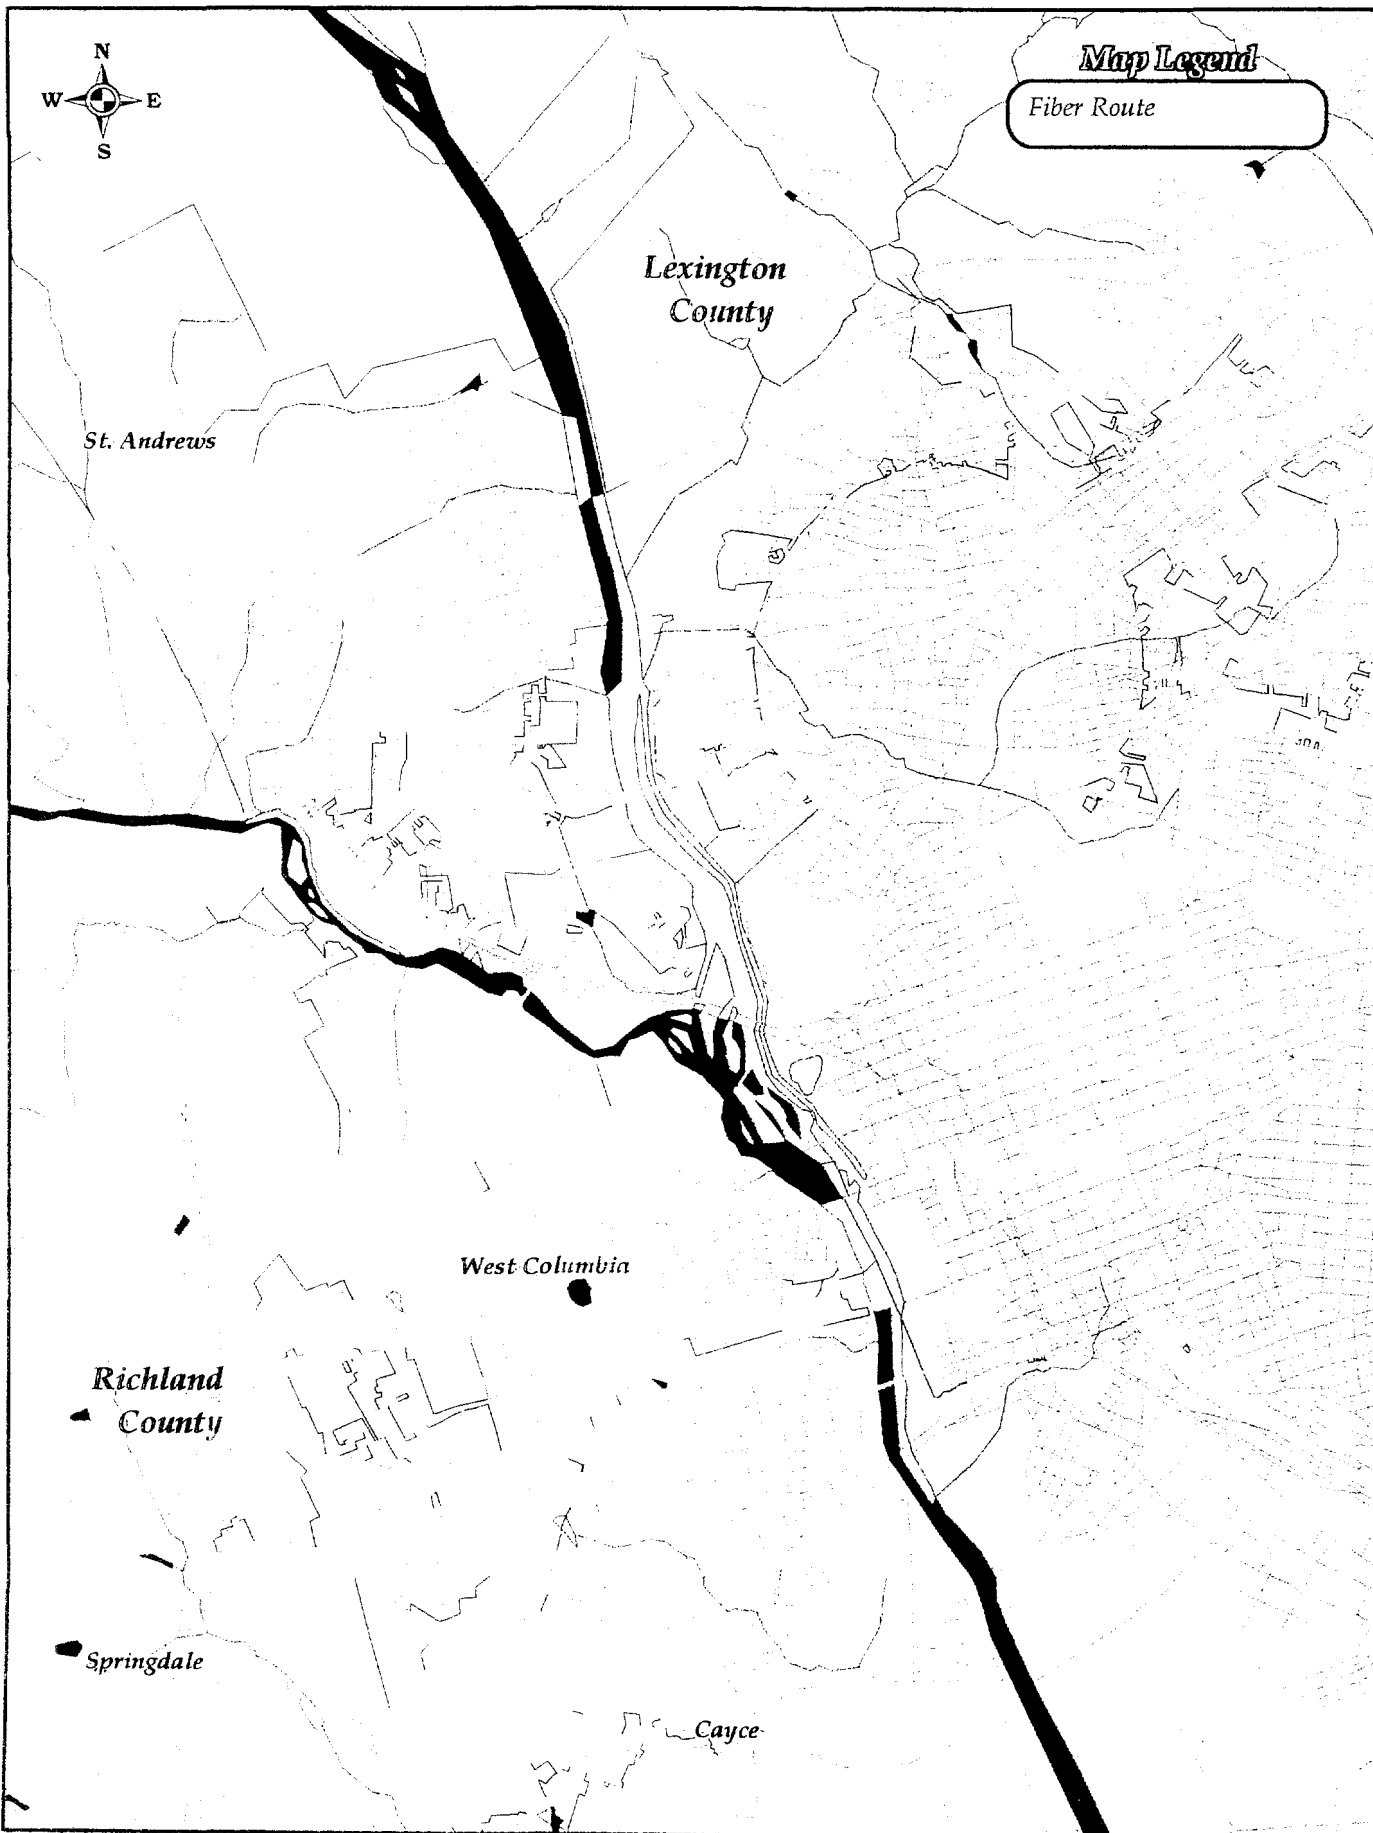 N
W E
S
Map Legend
Fiber Route
Lexington
County
St. Andrews
West Columbia
Richland
County
Springdale
Cayce